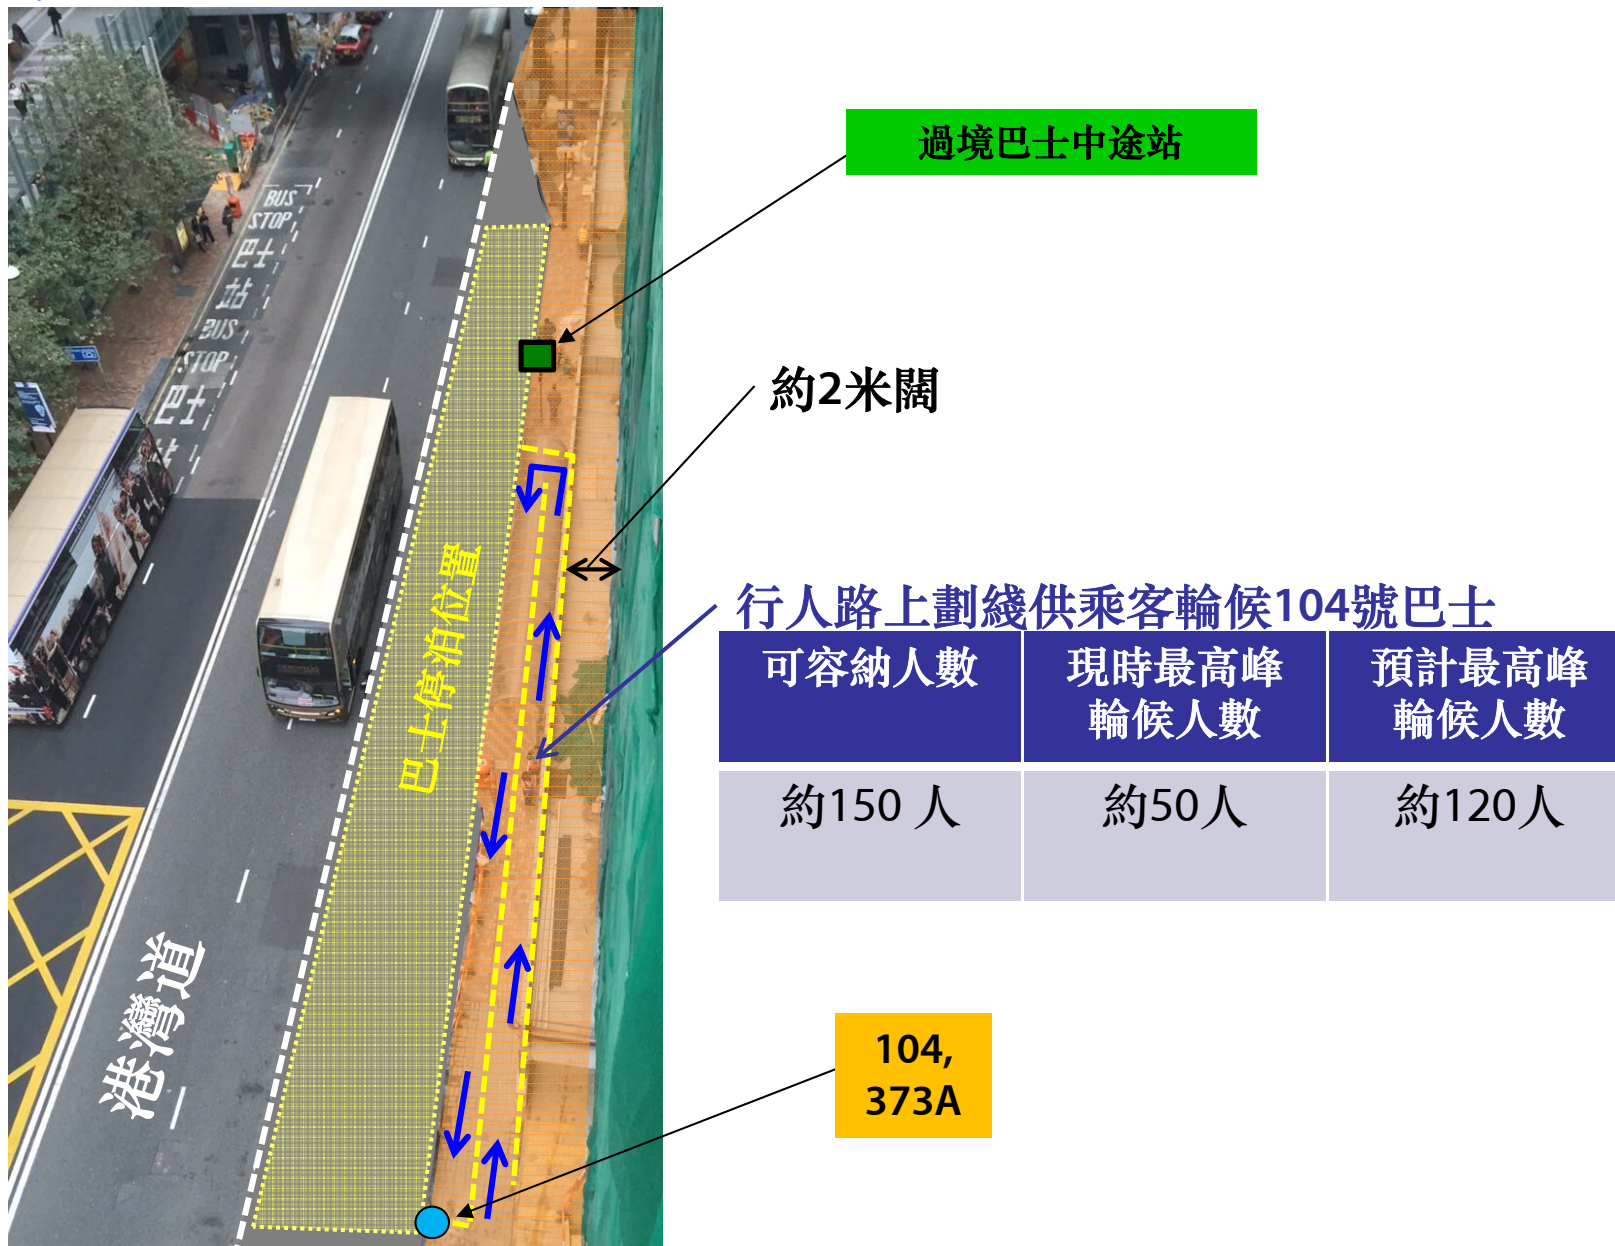 過境巴士中途站
約2米闊
行人路上劃綫供乘客輪候104號巴士
可容納人數
現時最高峰
輪候人數
預計最高峰
輪候人數
約150 人
約50人
約120人
104,
373A
巴士停泊位置
港灣道
BUS
STOP
巴士
站
BUS
STOP
巴士
站